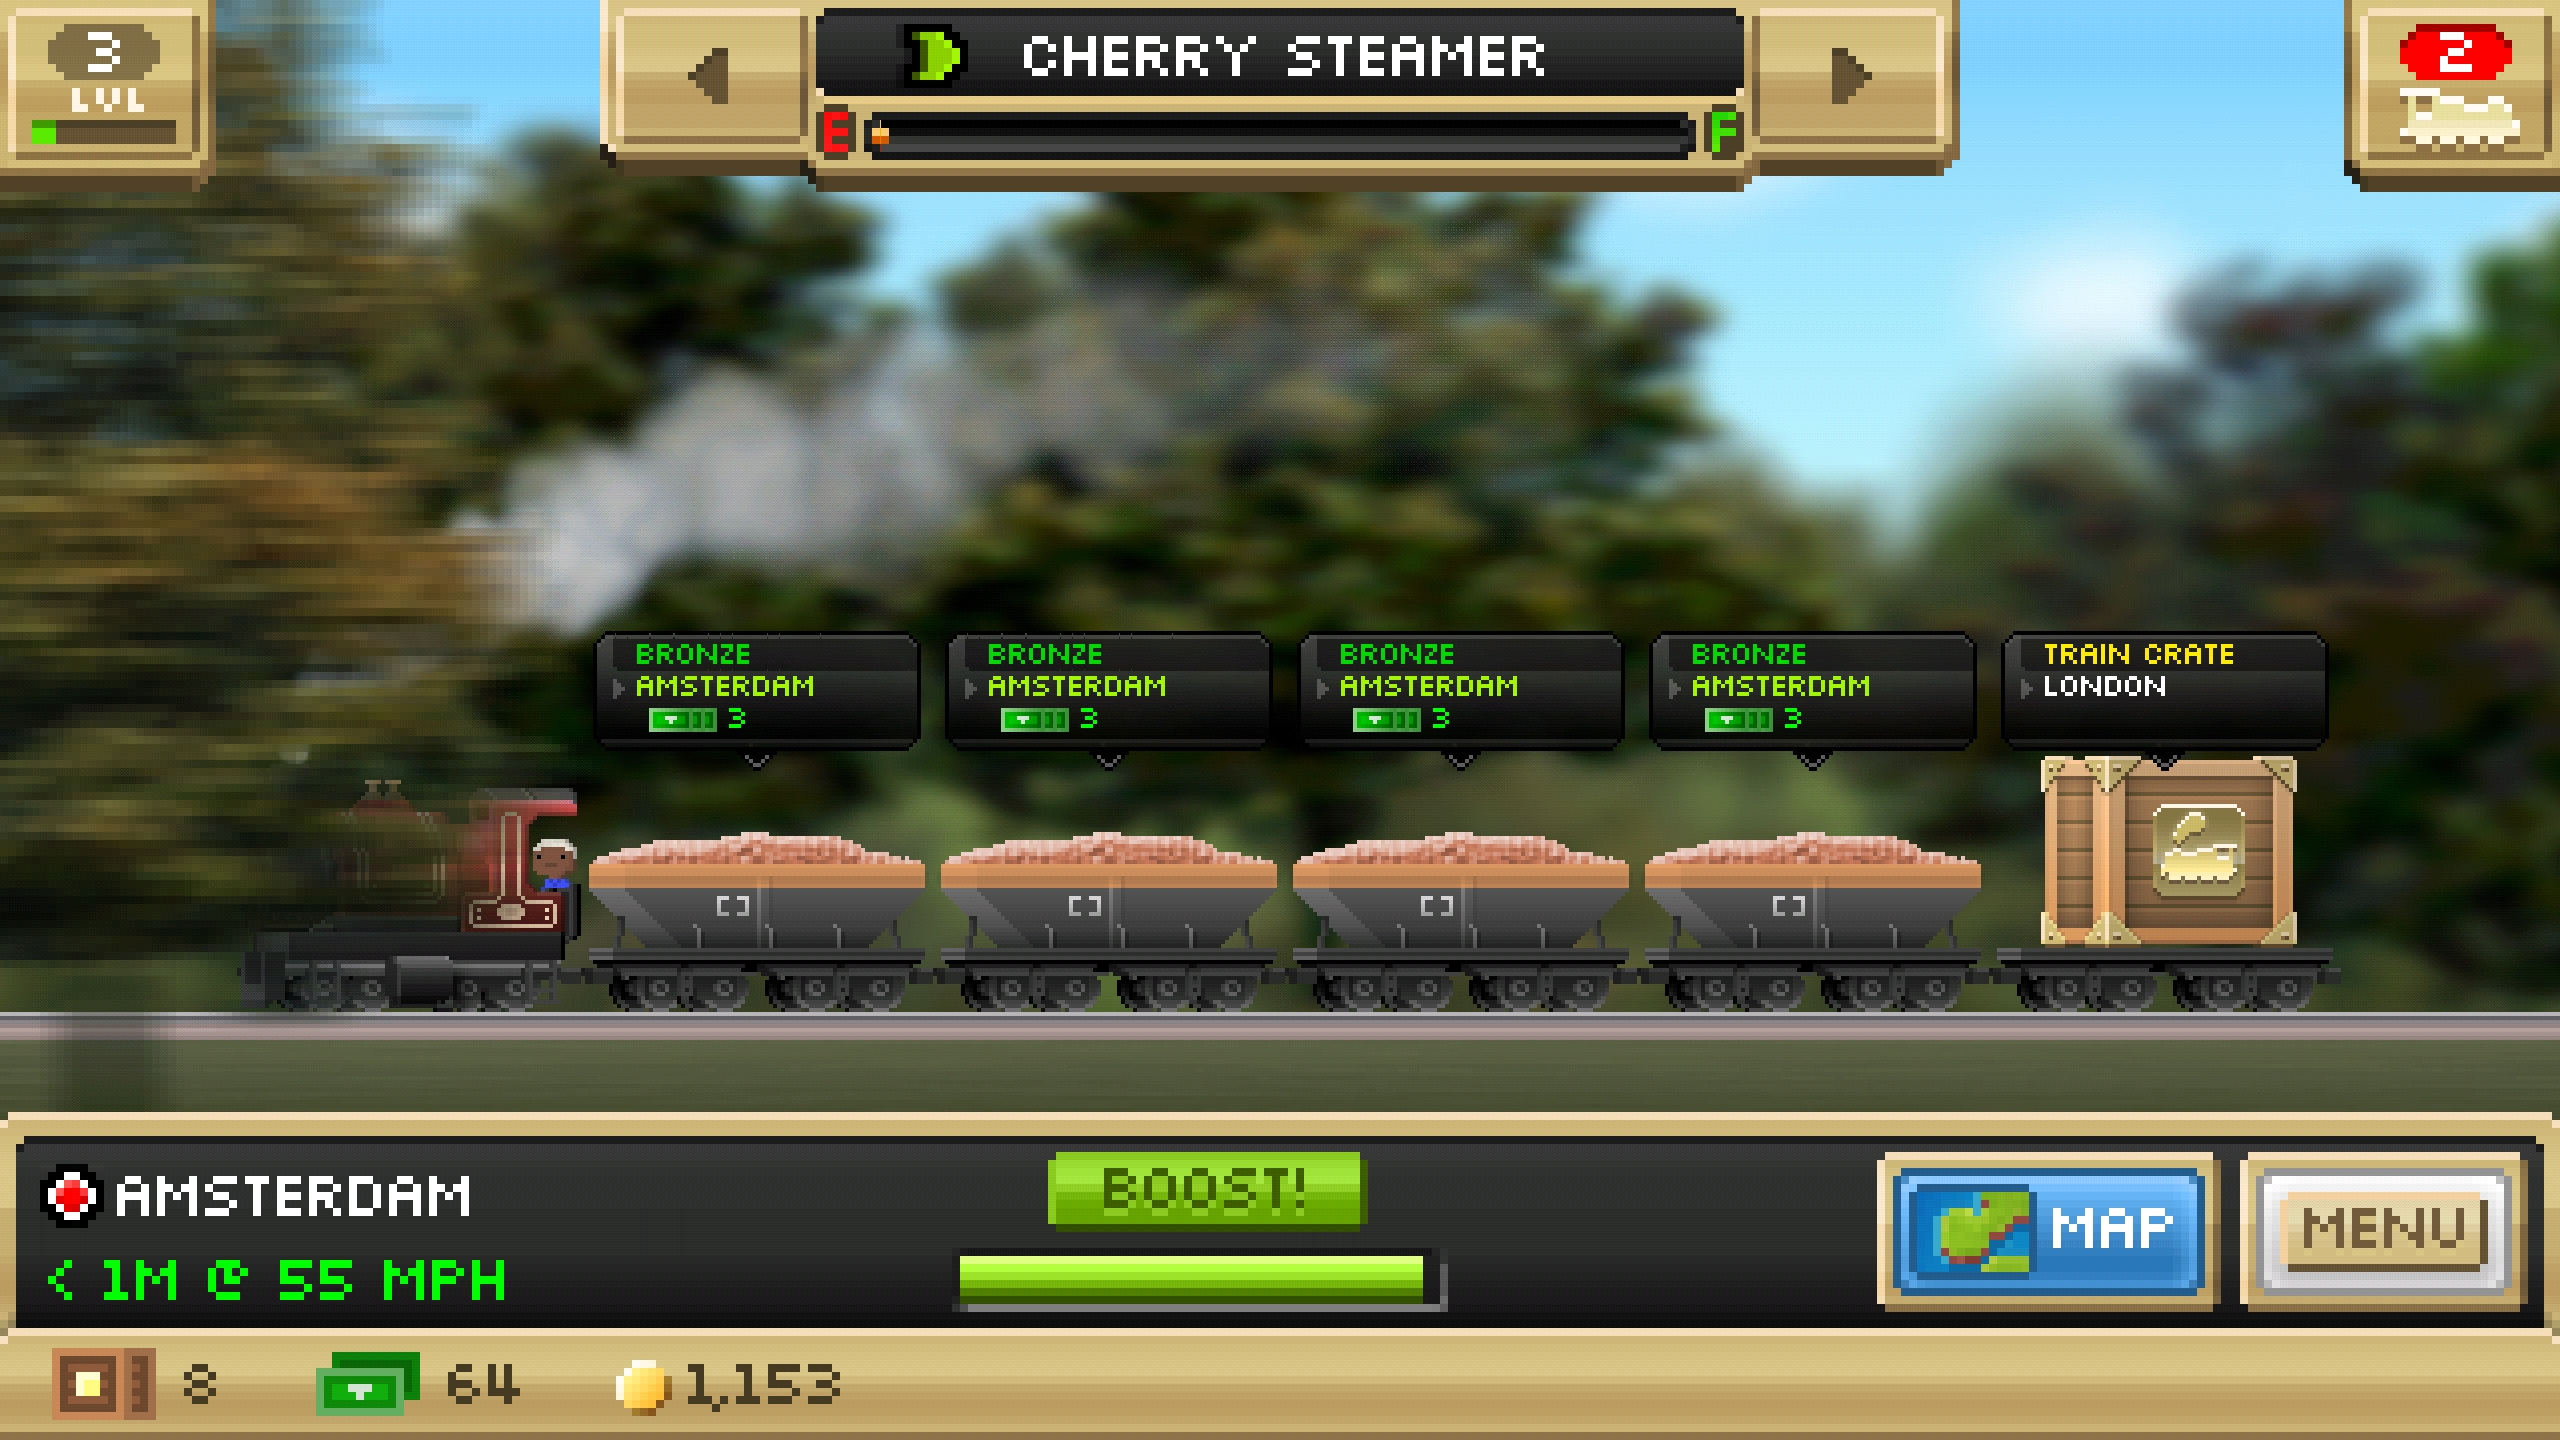 3
LVL
CHERRY STEAMER
E
F
2
BRONZE
AMSTERDAM
3
BRONZE
AMSTERDAM
3
BRONZE
AMSTERDAM
3
BRONZE
AMSTERDAM
3
TRAIN CRATE
LONDON
AMSTERDAM
< 1M @ 55 MPH
BOOST!
MAP
MENU
8
64
1,153